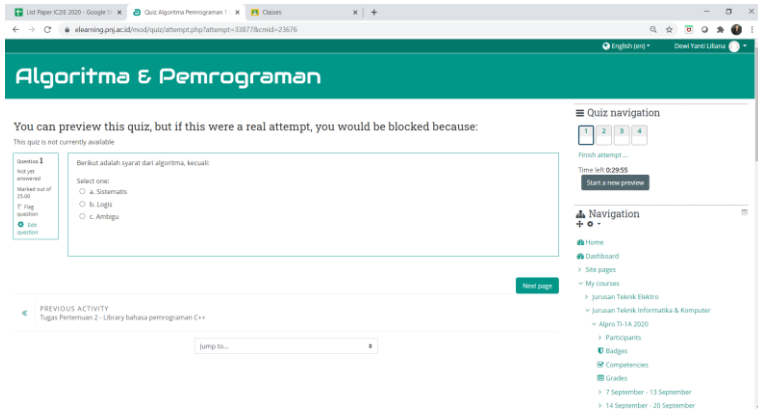 List Paper ICZIE 2020 - Google S
Quiz Algoritma Pemrograman 1
Classes
elearning.pnj.ac.id/mod/quiz/attempt.php?attempt=33877&cmid=23676
English (en)
Dewi Yanti Liliana
Algoritma & Pemrograman
You can preview this quiz, but if this were a real attempt, you would be blocked because:
This quiz is not currently available
Question 1
Not yet
answered
Marked out of
25.00
Flag
question
Edit
question
Berikut adalah syarat dari algoritma, kecuali:
Select one:
a. Sistematis
b. Logis
c. Ambigu
Next page
PREVIOUS ACTIVITY
Tugas Pertemuan 2 - Library bahasa pemrograman C++
Jump to...
Quiz navigation
1 2 3 4
Finish attempt ...
Time left 0:29:55
Start a new preview
Navigation
Home
Dashboard
Site pages
My courses
Jurusan Teknik Elektro
Jurusan Teknik Informatika & Komputer
Alpro TI-1A 2020
Participants
Badges
Competencies
Grades
7 September - 13 September
14 September - 20 September